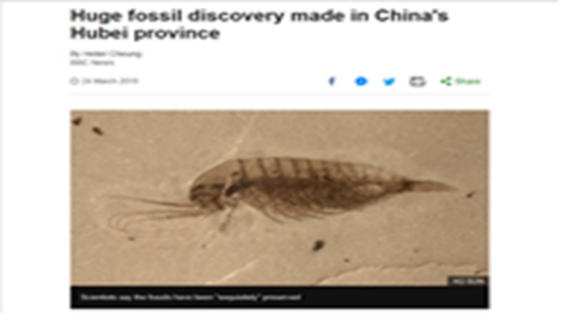 Huge fossil discovery made in China's
Hubei province
By Helier Cheung
BBC News
24 March 2019
Share
Scientists say the fossils have been "exquisitely" preserved